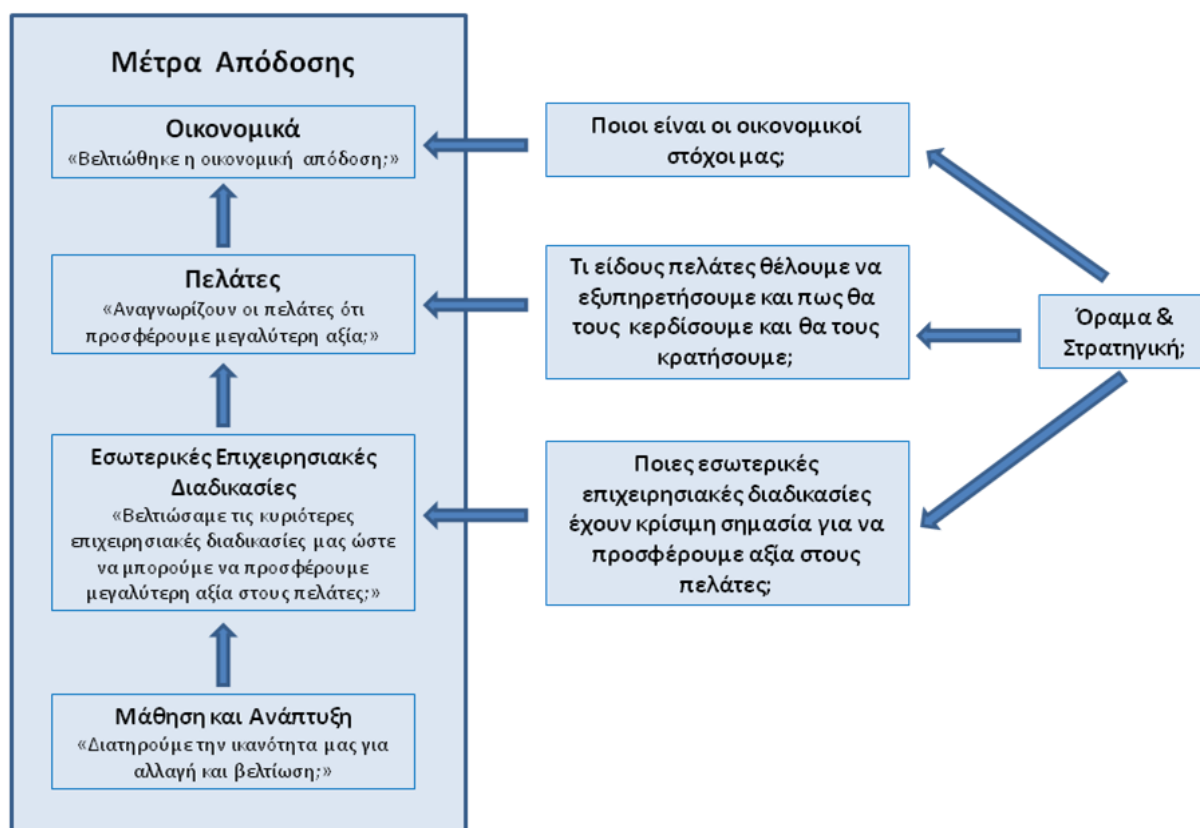 Μέτρα Απόδοσης
Οικονομικά
«Βελτιώθηκε η οικονομική απόδοση;»
Πελάτες
«Αναγνωρίζουν οι πελάτες ότι
προσφέρουμε μεγαλύτερη αξία;»
Εσωτερικές Επιχειρησιακές
Διαδικασίες
«Βελτιώσαμε τις κυριότερες
επιχειρησιακές διαδικασίες μας ώστε
να μπορούμε να προσφέρουμε
μεγαλύτερη αξία στους πελάτες;»
Μάθηση και Ανάπτυξη
«Διατηρούμε την ικανότητα μας για
αλλαγή και βελτίωση;»
Ποιοι είναι οι οικονομικοί
στόχοι μας;
Τι είδους πελάτες θέλουμε να
εξυπηρετήσουμε και πως θα
τους κερδίσουμε και θα τους
κρατήσουμε;
Ποιες εσωτερικές
επιχειρησιακές διαδικασίες
έχουν κρίσιμη σημασία για να
προσφέρουμε αξία στους
πελάτες;
Όραμα &
Στρατηγική;